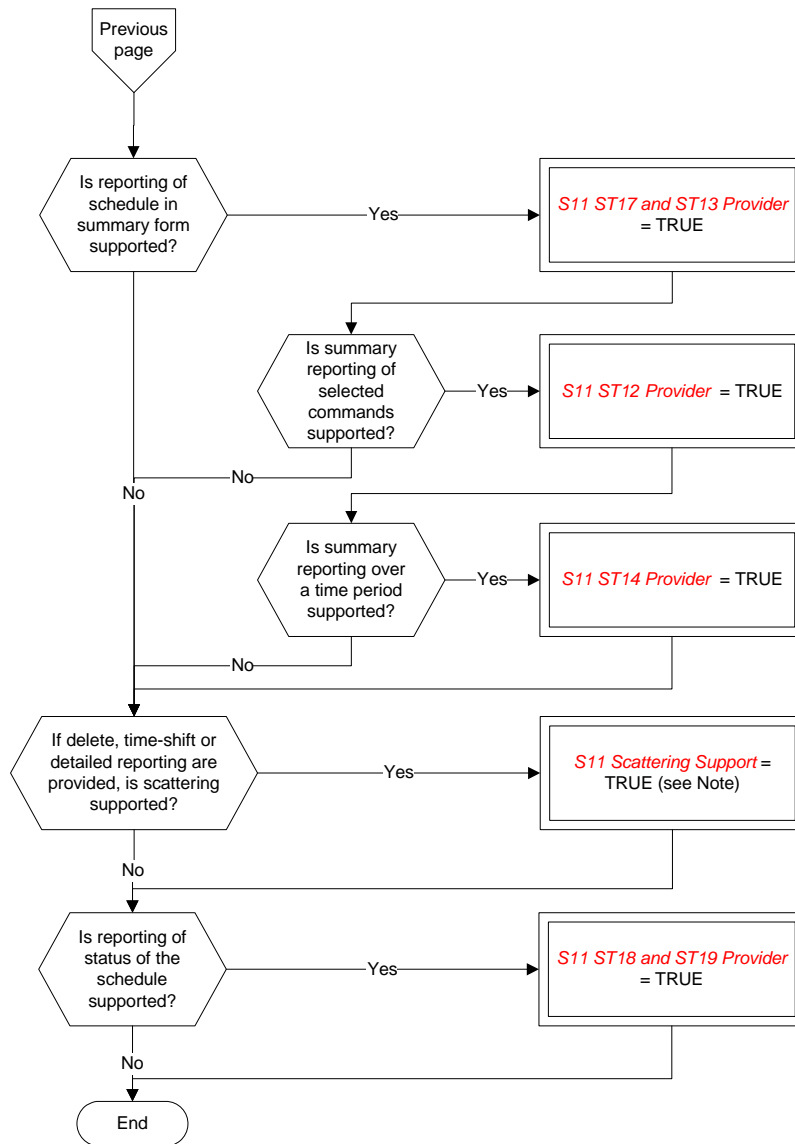 Previous
page
Is reporting of
schedule in
summary form
supported?
Yes
S11 ST17 and ST13 Provider
= TRUE
Is summary
reporting of
selected
commands
supported?
Yes
S11 ST12 Provider = TRUE
No
No
Is summary
reporting over
a time period
supported?
Yes
S11 ST14 Provider = TRUE
No
If delete, time-shift or
detailed reporting are
provided, is scattering
supported?
Yes
S11 Scattering Support =
TRUE (see Note)
No
Is reporting of
status of the
schedule
supported?
Yes
S11 ST18 and ST19 Provider
= TRUE
No
End